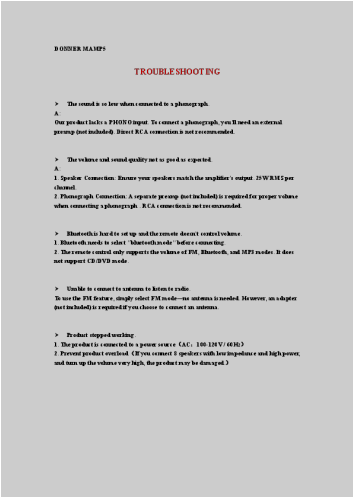 DONNER MAMP5
TROUBLESHOOTING
➢ The sound is so low when connected to a phonograph.
A:
Our product lacks a PHONO input. To connect a phonograph, you'll need an external
preamp (not included). Direct RCA connection is not recommended.
➢ The volume and sound quality not as good as expected.
A:
1. Speaker Connection: Ensure your speakers match the amplifier's output: 25W RMS per
channel.
2. Phonograph Connection: A separate preamp (not included) is required for proper volume
when connecting a phonograph. RCA connection is not recommended.
➢ Bluetooth is hard to set up and the remote doesn't control volume.
1. Bluetooth needs to select "bluetooth mode" before connecting.
2. The remote control only supports the volume of FM, Bluetooth, and MP3 modes. It does
not support CD/DVD mode.
➢ Unable to connect to antenna to listen to radio.
To use the FM feature, simply select FM mode—no antenna is needed. However, an adapter
(not included) is required if you choose to connect an antenna.
➢ Product stopped working.
1. The product is connected to a power source（AC：100-120V / 60Hz）
2. Prevent product overload.（If you connect 8 speakers with low impedance and high power,
and turn up the volume very high, the product may be damaged.）